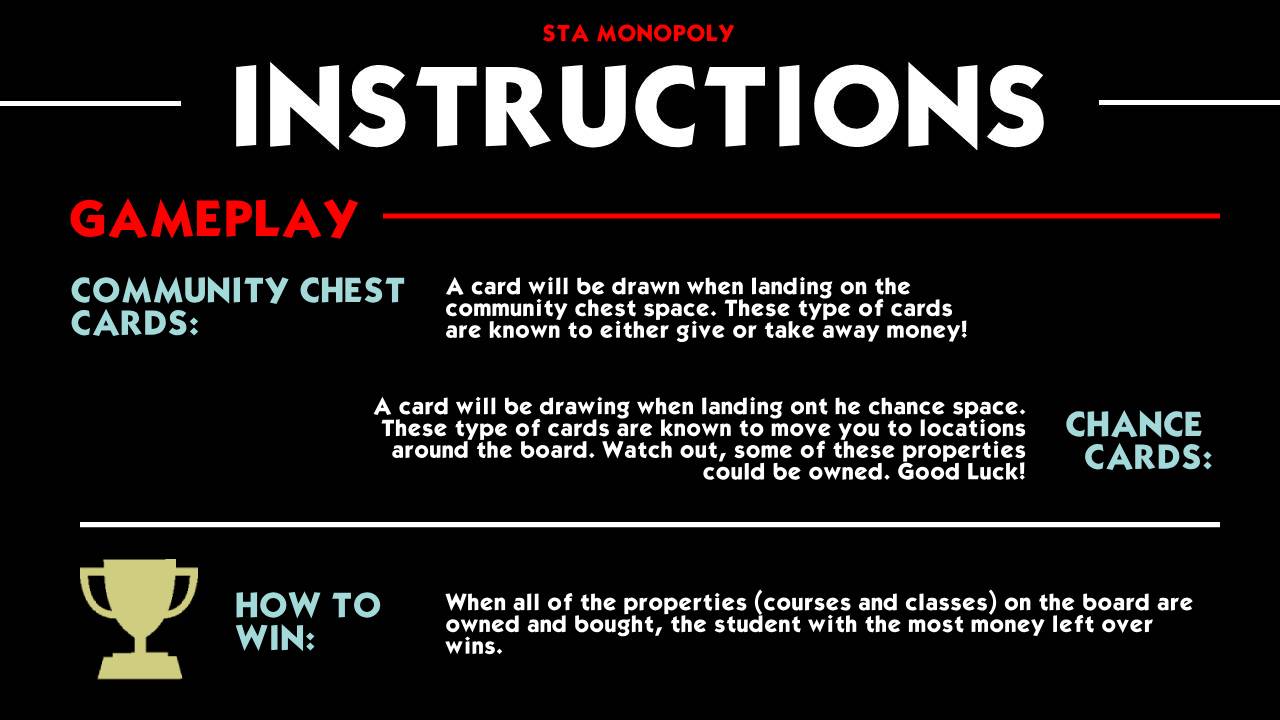 STA MONOPOLY
INSTRUCTIONS
GAMEPLAY
COMMUNITY CHEST
CARDS:
A card will be drawn when landing on the
community chest space. These type of cards
are known to either give or take away money!
A card will be drawing when landing ont he chance space.
These type of cards are known to move you to locations
around the board. Watch out, some of these properties
could be owned. Good Luck!
CHANCE
CARDS:
HOW TO
WIN:
When all of the properties (courses and classes) on the board are
owned and bought, the student with the most money left over
wins.